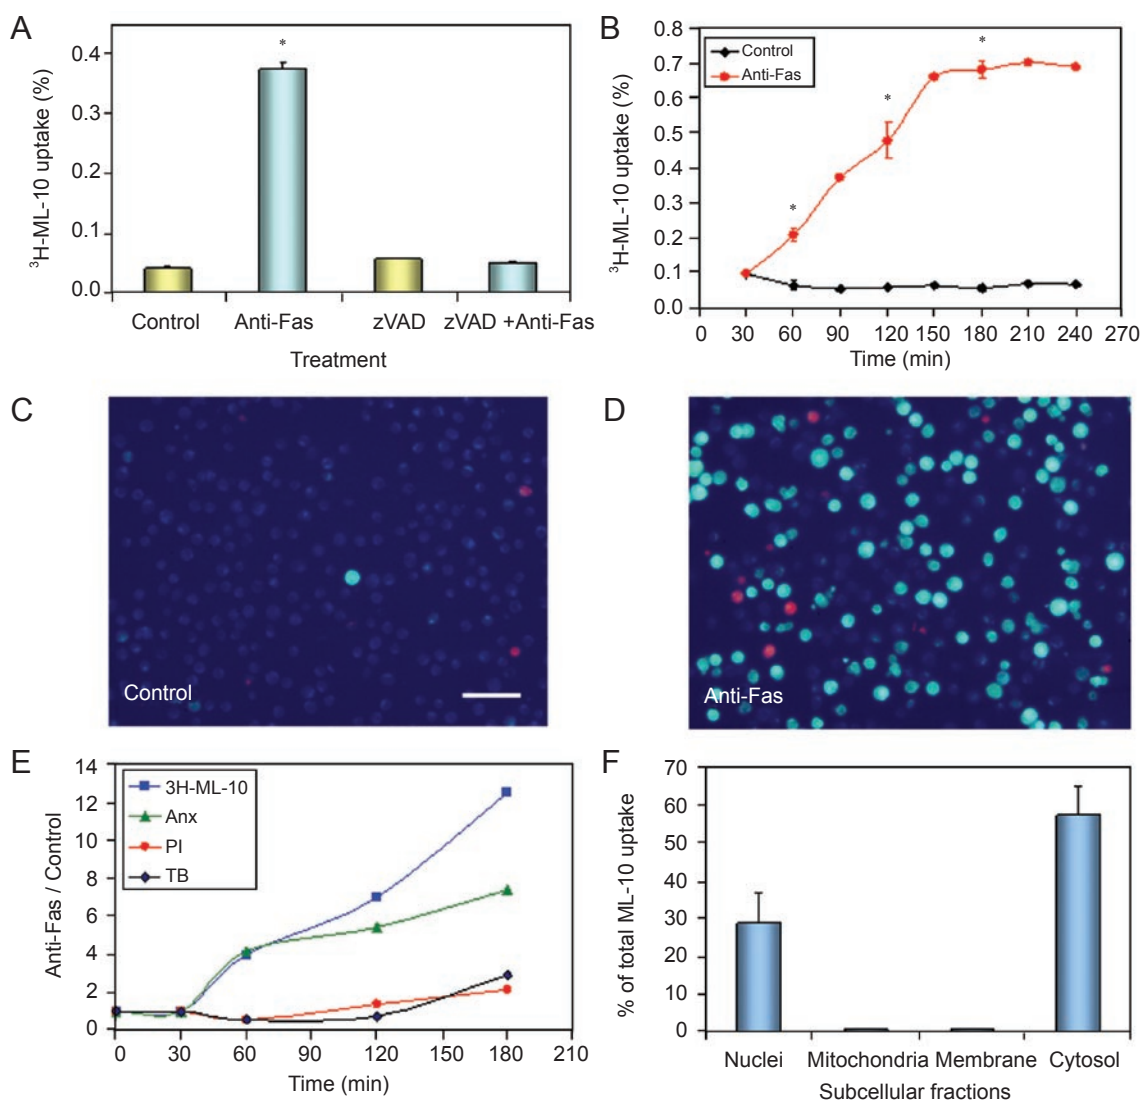 A
³H-ML-10 uptake (%)
0.4
0.3
0.2
0.1
0.0
*
Control Anti-Fas zVAD zVAD +Anti-Fas
Treatment
B
³H-ML-10 uptake (%)
0.8
0.7
0.6
0.5
0.4
0.3
0.2
0.1
0.0
Control
Anti-Fas
*
*
*
0 30 60 90 120 150 180 210 240 270
Time (min)
C
Control
D
Anti-Fas
E
Anti-Fas / Control
14
12
10
8
6
4
2
0
3H-ML-10
Anx
PI
TB
0 30 60 90 120 150 180 210
Time (min)
F
% of total ML-10 uptake
70
60
50
40
30
20
10
0
Nuclei Mitochondria Membrane Cytosol
Subcellular fractions